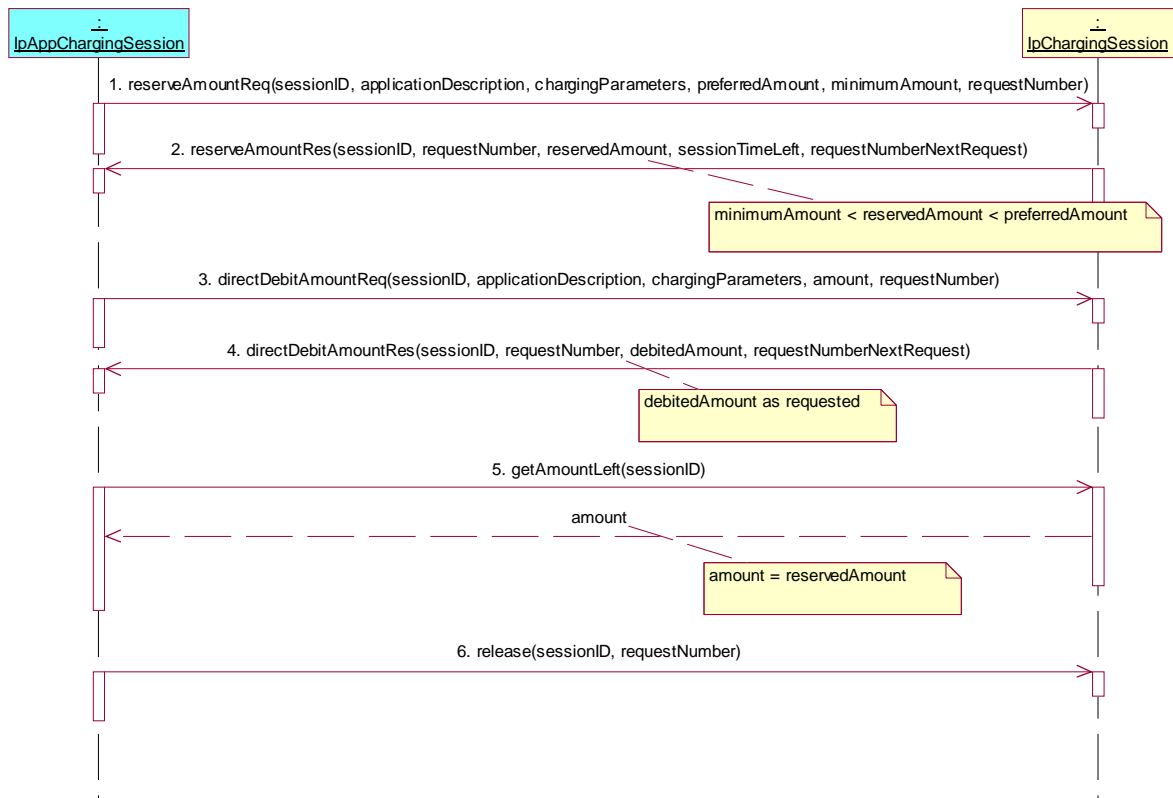 :
IpAppChargingSession
:
IpChargingSession
1. reserveAmountReq(sessionID, applicationDescription, chargingParameters, preferredAmount, minimumAmount, requestNumber)
2. reserveAmountRes(sessionID, requestNumber, reservedAmount, sessionTimeLeft, requestNumberNextRequest)
minimumAmount < reservedAmount < preferredAmount
3. directDebitAmountReq(sessionID, applicationDescription, chargingParameters, amount, requestNumber)
4. directDebitAmountRes(sessionID, requestNumber, debitedAmount, requestNumberNextRequest)
debitedAmount as requested
5. getAmountLeft(sessionID)
amount
amount = reservedAmount
6. release(sessionID, requestNumber)